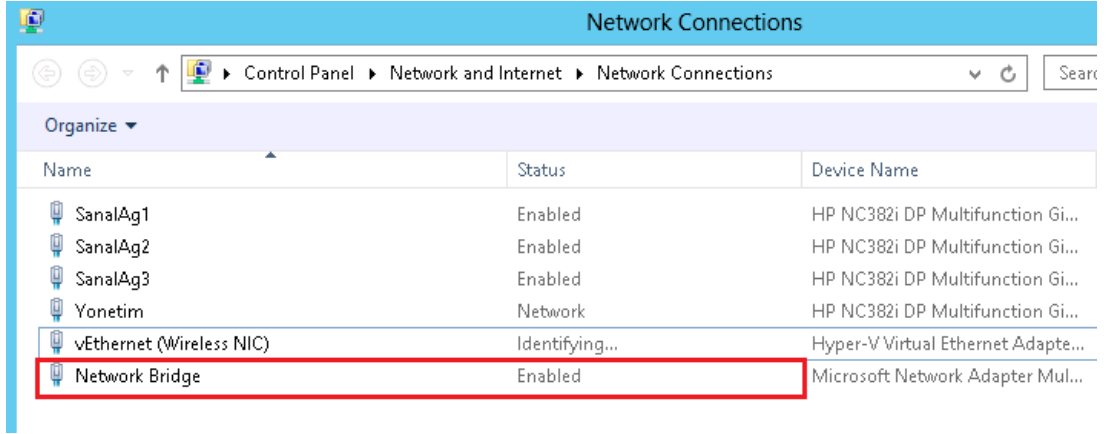 Network Connections
Control Panel Network and Internet Network Connections Searc
Organize
Name Status Device Name
SanalAg1 Enabled HP NC382i DP Multifunction Gi...
SanalAg2 Enabled HP NC382i DP Multifunction Gi...
SanalAg3 Enabled HP NC382i DP Multifunction Gi...
Yonetim Network HP NC382i DP Multifunction Gi...
vEthernet (Wireless NIC) Identifying... Hyper-V Virtual Ethernet Adapte...
Network Bridge Enabled Microsoft Network Adapter Mul...